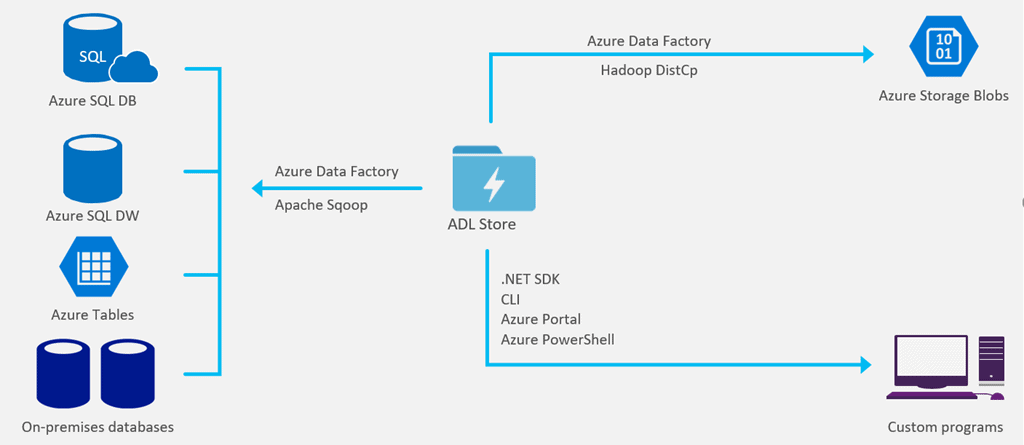 SQL
Azure SQL DB
Azure SQL DW
Azure Tables
On-premises databases
Azure Data Factory
Apache Sqoop
ADL Store
Azure Data Factory
Hadoop DistCp
10
01
Azure Storage Blobs
.NET SDK
CLI
Azure Portal
Azure PowerShell
Custom programs